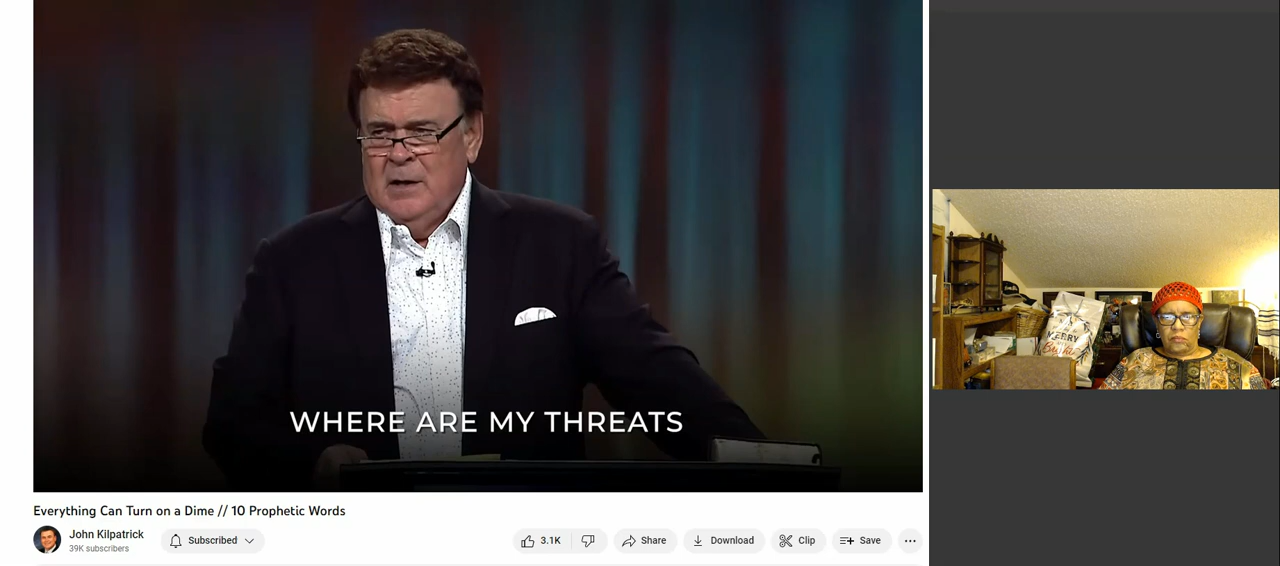 WHERE ARE MY THREATS
Everything Can Turn on a Dime // 10 Prophetic Words
John Kilpatrick
39K subscribers
Subscribed
3.1K
Share
Download
Clip
Save
MERRY